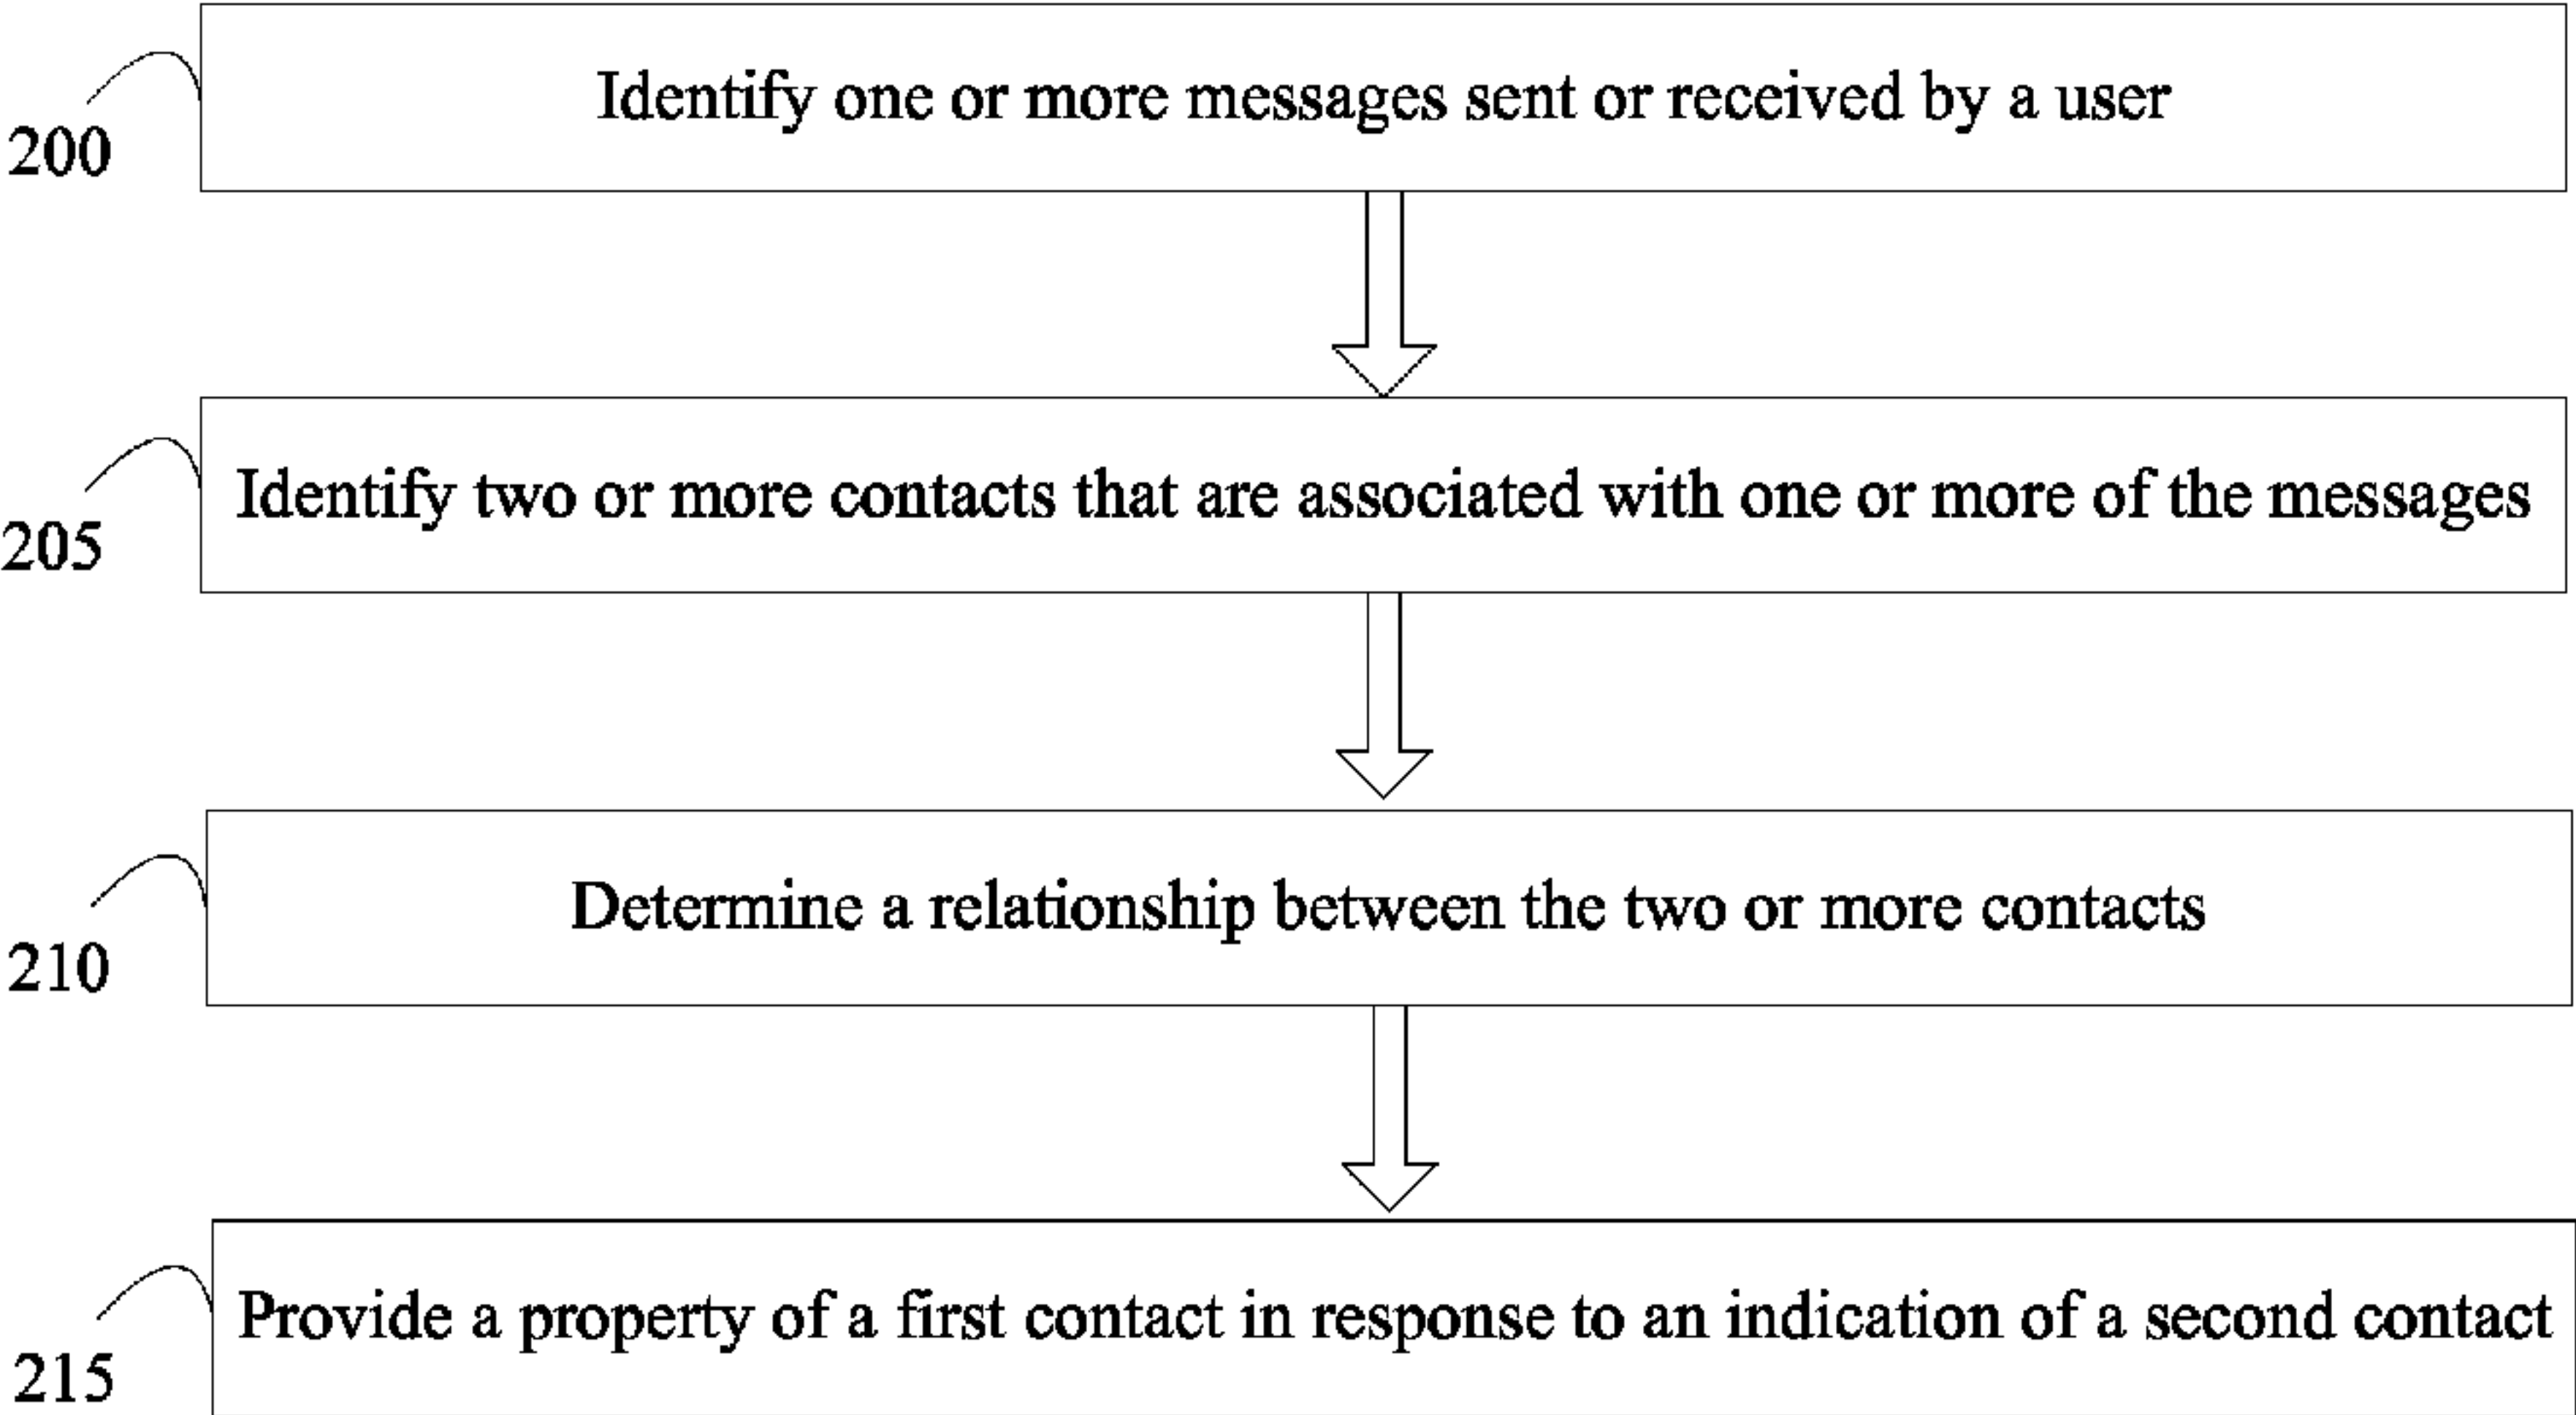 Identify one or more messages sent or received by a user
200
Identify two or more contacts that are associated with one or more of the messages
205
Determine a relationship between the two or more contacts
210
Provide a property of a first contact in response to an indication of a second contact
215